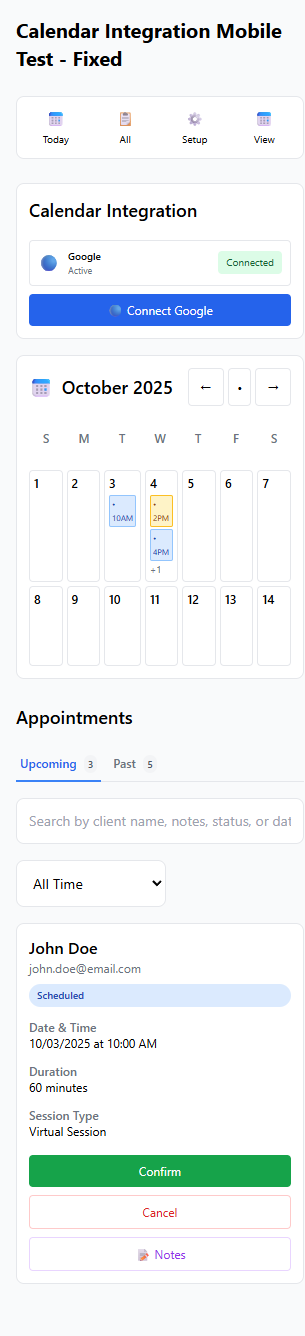 Calendar Integration Mobile
Test - Fixed
Today All Setup View
Calendar Integration
Google
Active
Connected
Connect Google
October 2025 ← • →
S M T W T F S
1 2 3 4 5 6 7
• 10AM
• 2PM
• 4PM
+1
8 9 10 11 12 13 14
Appointments
Upcoming 3 Past 5
Search by client name, notes, status, or dat
All Time
John Doe
john.doe@email.com
Scheduled
Date & Time
10/03/2025 at 10:00 AM
Duration
60 minutes
Session Type
Virtual Session
Confirm
Cancel
Notes